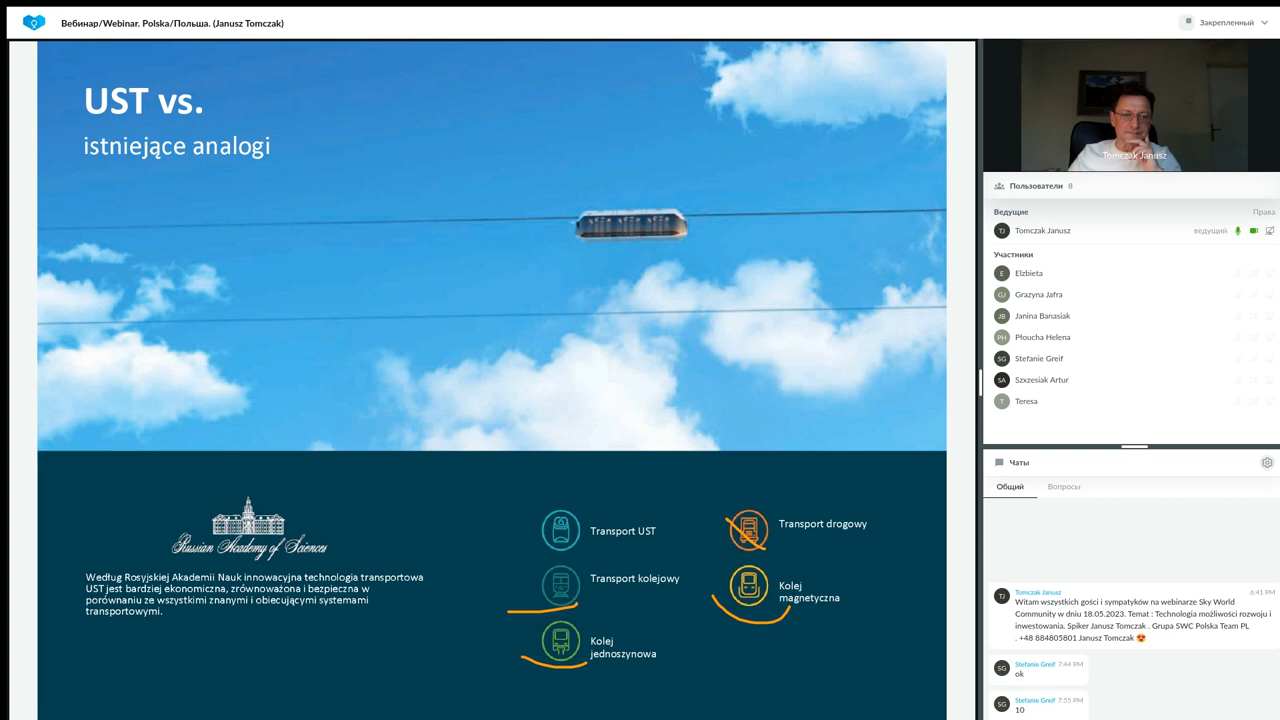 Вебинар/Webinar. Polska/Польша. (Janusz Tomczak)
Закрепленный
UST vs.
istniejące analogi
Russian Academy of Sciences
Według Rosyjskiej Akademii Nauk innowacyjna technologia transportowa
UST jest bardziej ekonomiczna, zrównoważona i bezpieczna w
porównaniu ze wszystkimi znanymi i obiecującymi systemami
transportowymi.
Transport UST
Transport kolejowy
Kolej
jednoszynowa
Transport drogowy
Kolej
magnetyczna
Tomczak Janusz
Пользователи 8
Ведущие Права
TJ Tomczak Janusz ведущий
Участники
E Elzbieta
GJ Grazyna Jafra
JB Janina Banasiak
PH Płoucha Helena
SG Stefanie Greif
SA Szxzesiak Artur
T Teresa
Чаты
Общий Вопросы
TJ Tomczak Janusz 6:41 PM
Witam wszystkich gości i sympatyków na webinarze Sky World
Community w dniu 18.05.2023. Temat : Technologia możliwości rozwoju i
inwestowania. Spiker Janusz Tomczak . Grupa SWC Polska Team PL
. +48 884805801 Janusz Tomczak 😍
SG Stefanie Greif 7:44 PM
ok
SG Stefanie Greif 7:55 PM
10